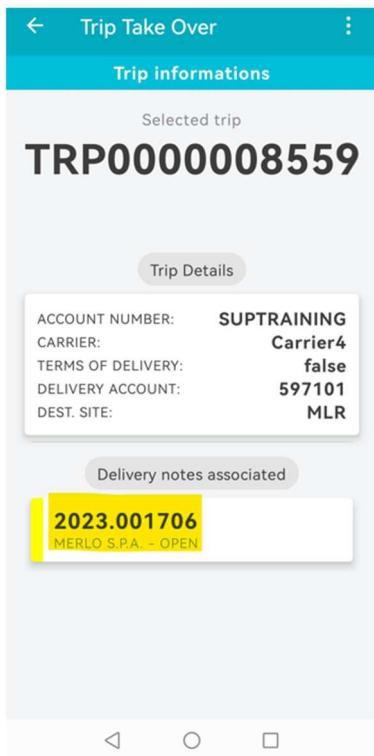 Trip Take Over
Trip informations
Selected trip
TRP0000008559
Trip Details
ACCOUNT NUMBER: SUPTRAINING
CARRIER: Carrier4
TERMS OF DELIVERY: false
DELIVERY ACCOUNT: 597101
DEST. SITE: MLR
Delivery notes associated
2023.001706
MERLO S.P.A. - OPEN